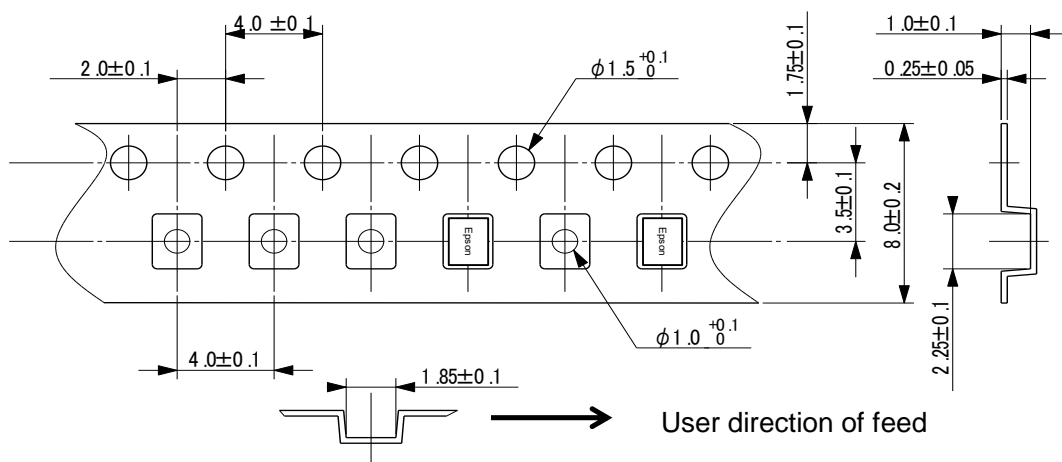 4.0 ±0.1
2.0±0.1
φ1.5 +0.1 0
1.75±0.1
1.0±0.1
0.25±0.05
3.5±0.1
8.0±0.2
Epson
Epson
2.25±0.1
φ1.0 +0.1 0
4.0±0.1
1.85±0.1
User direction of feed